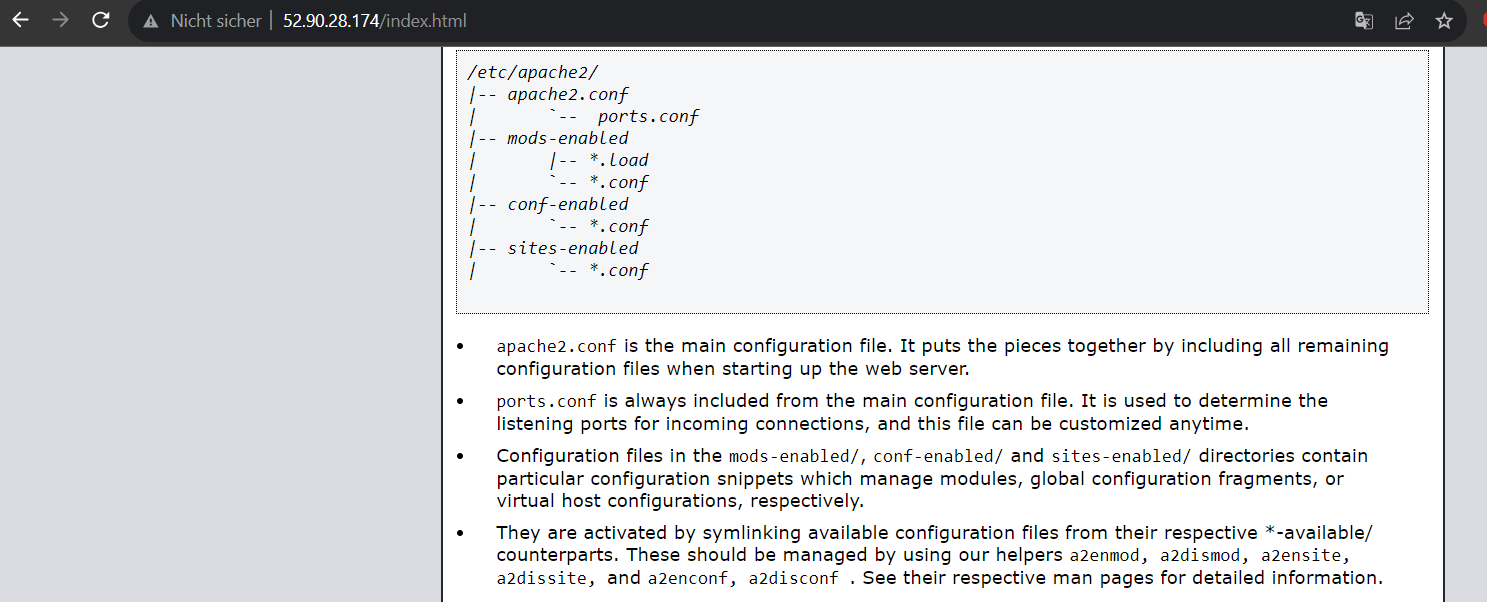 Nicht sicher | 52.90.28.174/index.html
/etc/apache2/
|-- apache2.conf
|       `--  ports.conf
|-- mods-enabled
|       |-- *.load
|       `-- *.conf
|-- conf-enabled
|       `-- *.conf
|-- sites-enabled
|       `-- *.conf
• apache2.conf is the main configuration file. It puts the pieces together by including all remaining
configuration files when starting up the web server.
• ports.conf is always included from the main configuration file. It is used to determine the
listening ports for incoming connections, and this file can be customized anytime.
• Configuration files in the mods-enabled/, conf-enabled/ and sites-enabled/ directories contain
particular configuration snippets which manage modules, global configuration fragments, or
virtual host configurations, respectively.
• They are activated by symlinking available configuration files from their respective *-available/
counterparts. These should be managed by using our helpers a2enmod, a2dismod, a2ensite,
a2dissite, and a2enconf, a2disconf . See their respective man pages for detailed information.